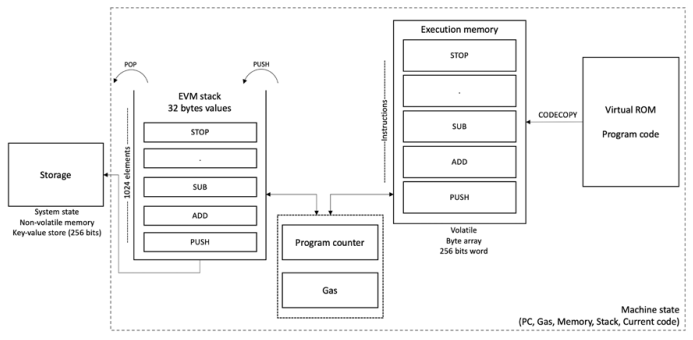 Execution memory
STOP
.
SUB
ADD
PUSH
Instructions
Volatile
Byte array
256 bits word
CODECOPY
Virtual ROM
Program code
POP
PUSH
EVM stack
32 bytes values
STOP
.
SUB
ADD
PUSH
1024 elements
Storage
System state
Non-volatile memory
Key-value store (256 bits)
Program counter
Gas
Machine state
(PC, Gas, Memory, Stack, Current code)